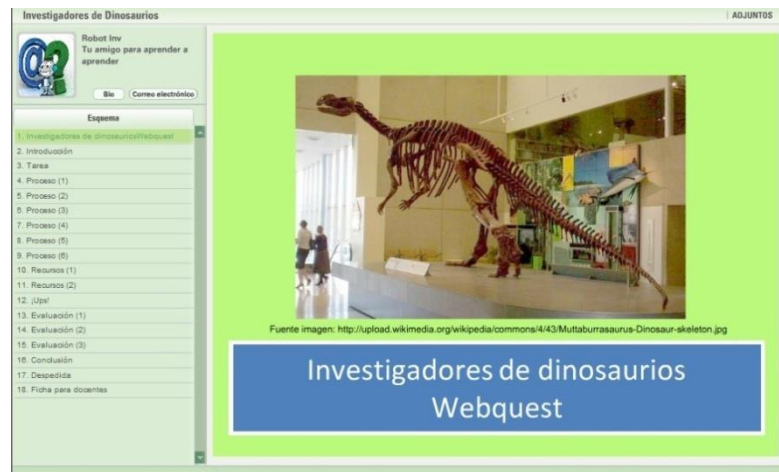 Investigadores de Dinosaurios
ADJUNTOS
Robot Inv
Tu amigo para aprender a
aprender
Bio
Correo electrónico
Esquema
1. Investigadores de dinosauriosWebquest
2. Introducción
3. Tarea
4. Proceso (1)
5. Proceso (2)
6. Proceso (3)
7. Proceso (4)
8. Proceso (5)
9. Proceso (6)
10. Recursos (1)
11. Recursos (2)
12. ¡Ups!
13. Evaluación (1)
14. Evaluación (2)
15. Evaluación (3)
16. Conclusión
17. Despedida
18. Ficha para docentes
Fuente imagen: http://upload.wikimedia.org/wikipedia/commons/4/43/Muttaburrasaurus-Dinosaur-skeleton.jpg
Investigadores de dinosaurios
Webquest